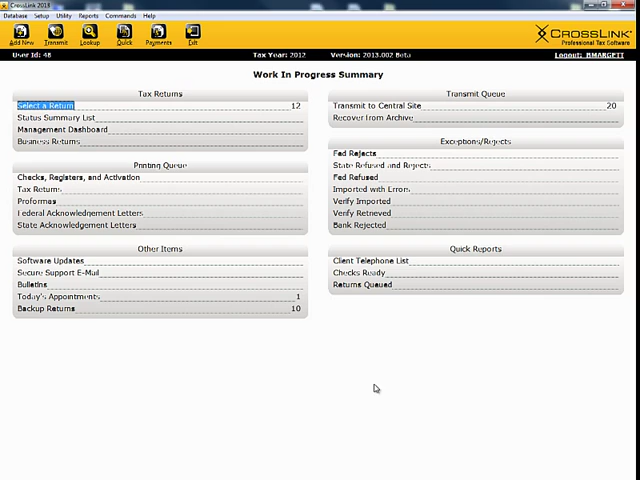 CrossLink 2013
Database Setup Utility Reports Commands Help
Add New Transmit Lookup Quick Payments Exit
CROSSLINK
Professional Tax Software
User Id: 4B Tax Year: 2012 Version: 2013.002 Beta Logout: BMARGETT
Work In Progress Summary
Tax Returns
Select a Return 12
Status Summary List
Management Dashboard
Business Returns
Printing Queue
Checks, Registers, and Activation
Tax Returns
Proformas
Federal Acknowledgement Letters
State Acknowledgement Letters
Other Items
Software Updates
Secure Support E-Mail
Bulletins
Today's Appointments 1
Backup Returns 10
Transmit Queue
Transmit to Central Site 20
Recover from Archive
Exceptions/Rejects
Fed Rejects
State Refused and Rejects
Fed Refused
Imported with Errors
Verify Imported
Verify Retrieved
Bank Rejected
Quick Reports
Client Telephone List
Checks Ready
Returns Queued